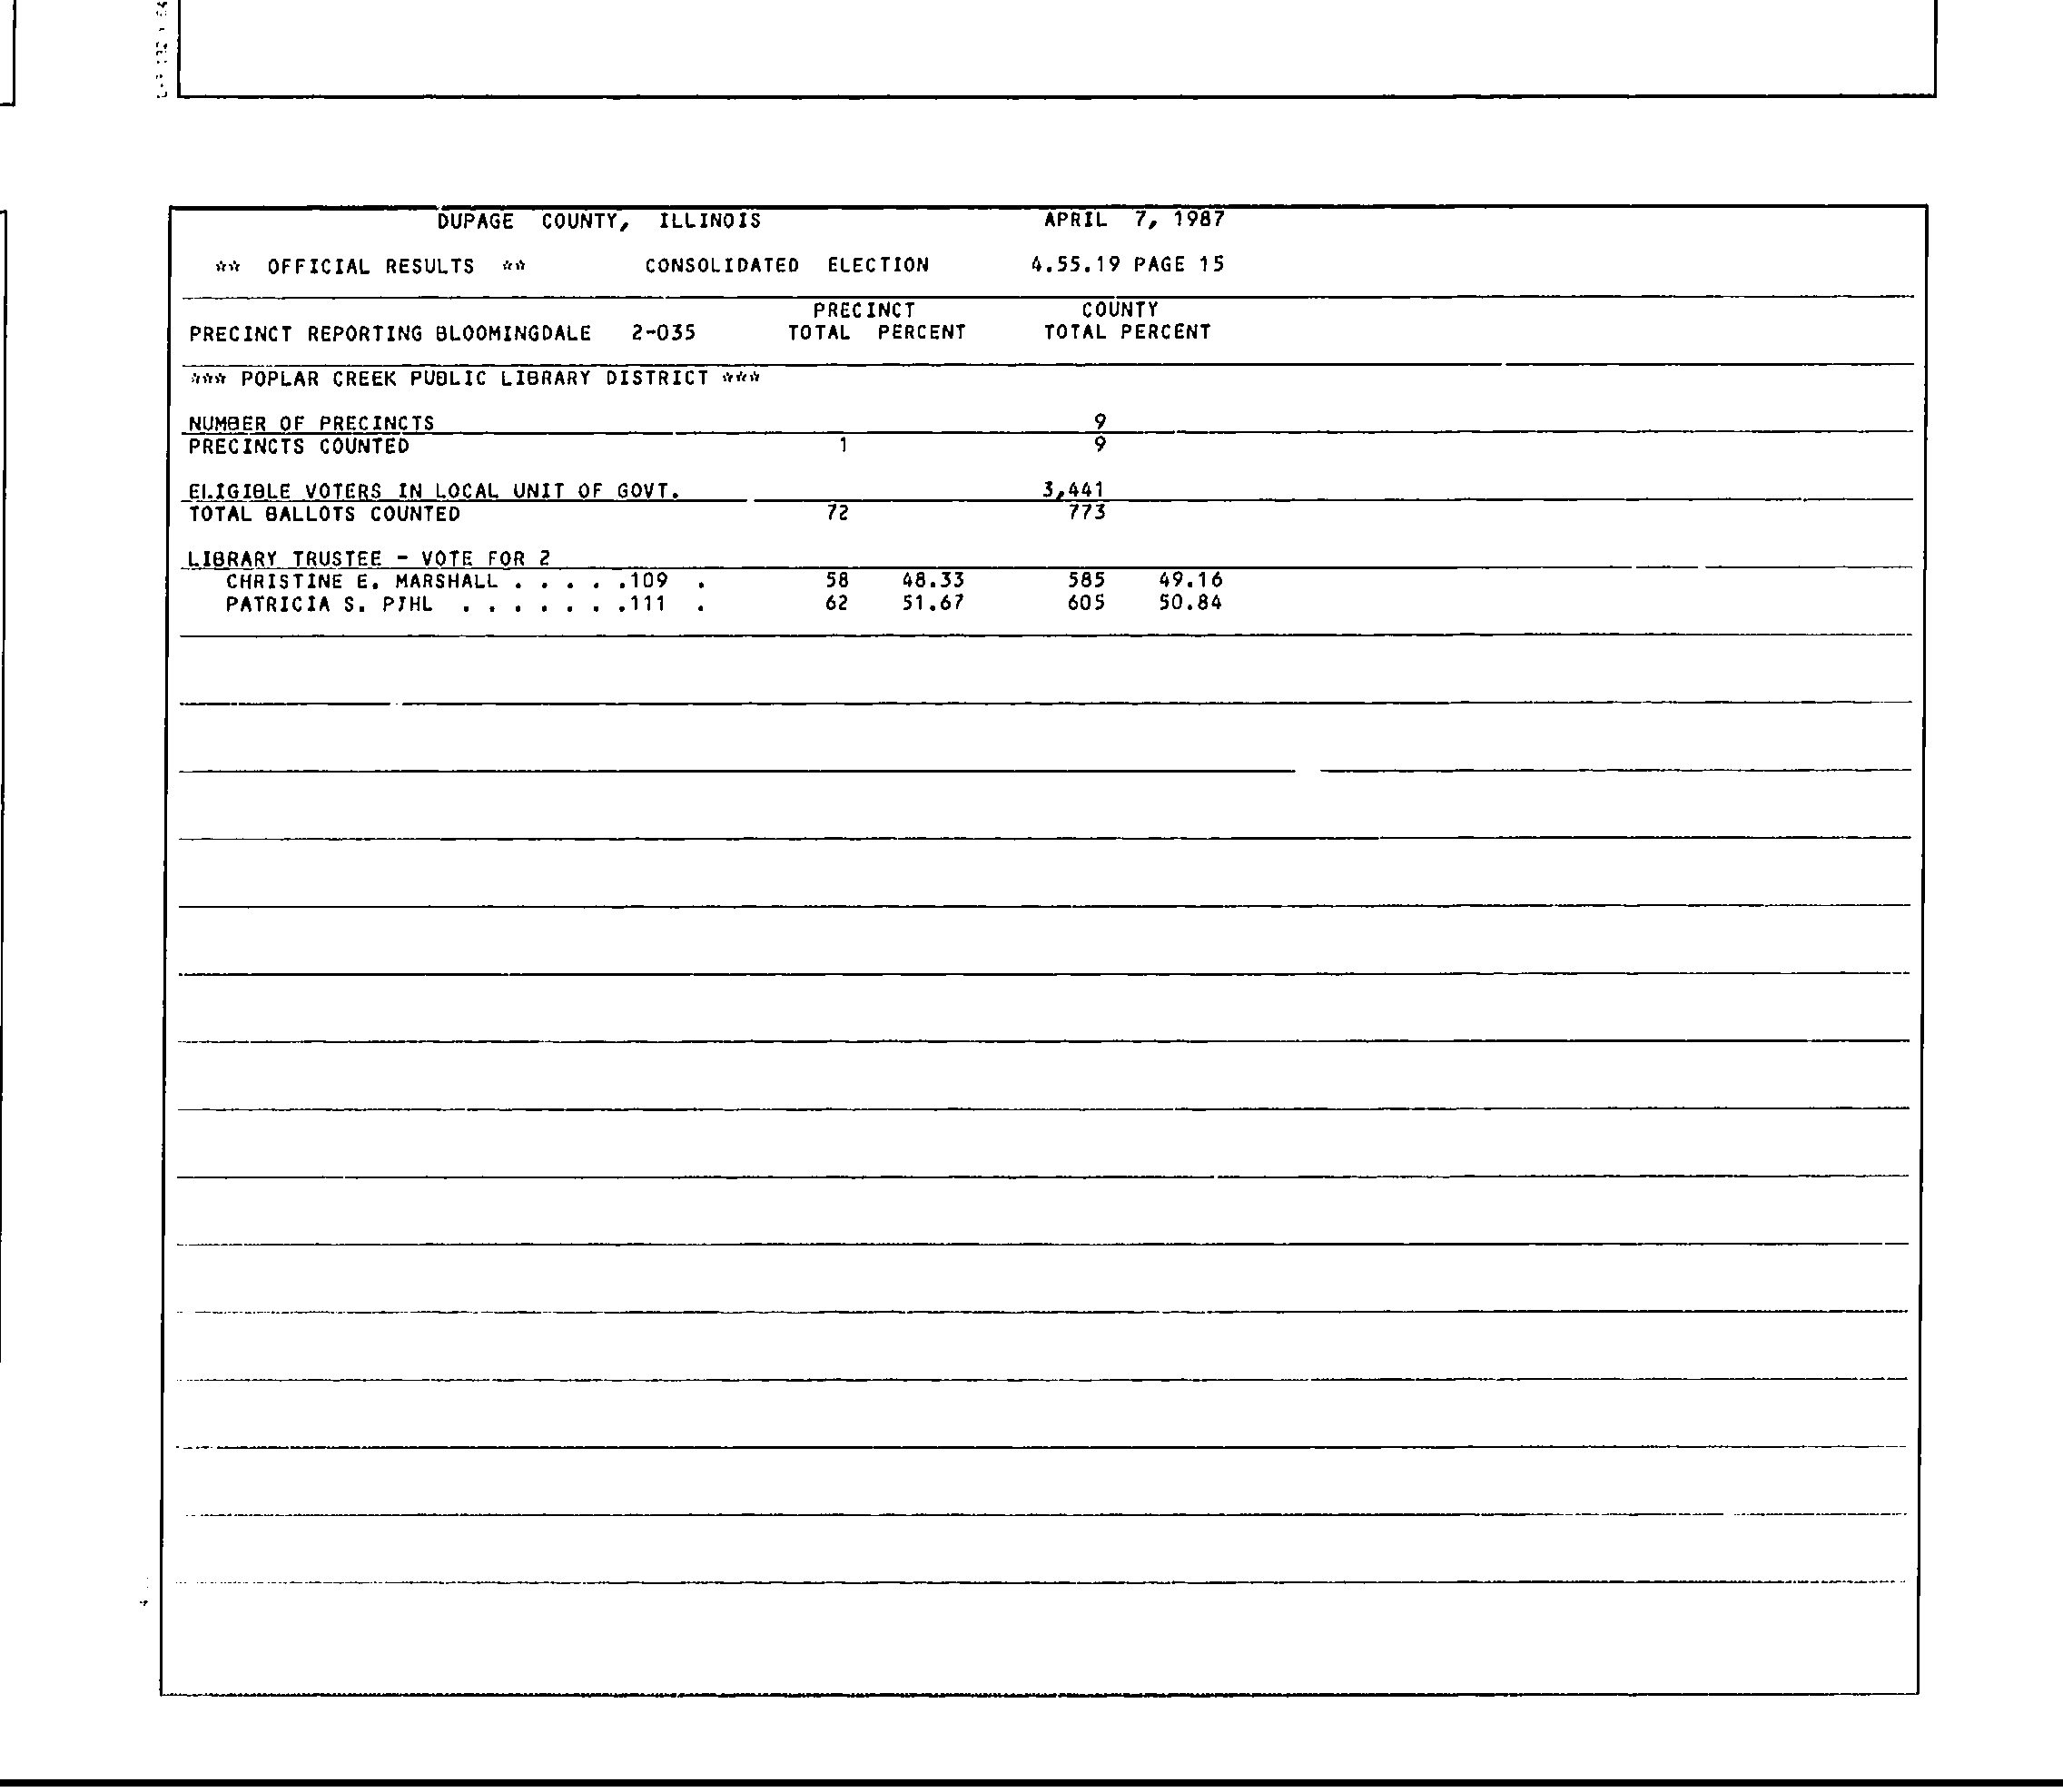 DUPAGE COUNTY, ILLINOIS APRIL 7, 1987
** OFFICIAL RESULTS ** CONSOLIDATED ELECTION 4.55.19 PAGE 15
PRECINCT COUNTY
PRECINCT REPORTING BLOOMINGDALE 2-035 TOTAL PERCENT TOTAL PERCENT
*** POPLAR CREEK PUBLIC LIBRARY DISTRICT ***
NUMBER OF PRECINCTS 9
PRECINCTS COUNTED 1 9
ELIGIBLE VOTERS IN LOCAL UNIT OF GOVT. 3,441
TOTAL BALLOTS COUNTED 72 773
LIBRARY TRUSTEE - VOTE FOR 2
CHRISTINE E. MARSHALL . . . . .109 . 58 48.33 585 49.16
PATRICIA S. PIHL . . . . . . .111 . 62 51.67 605 50.84